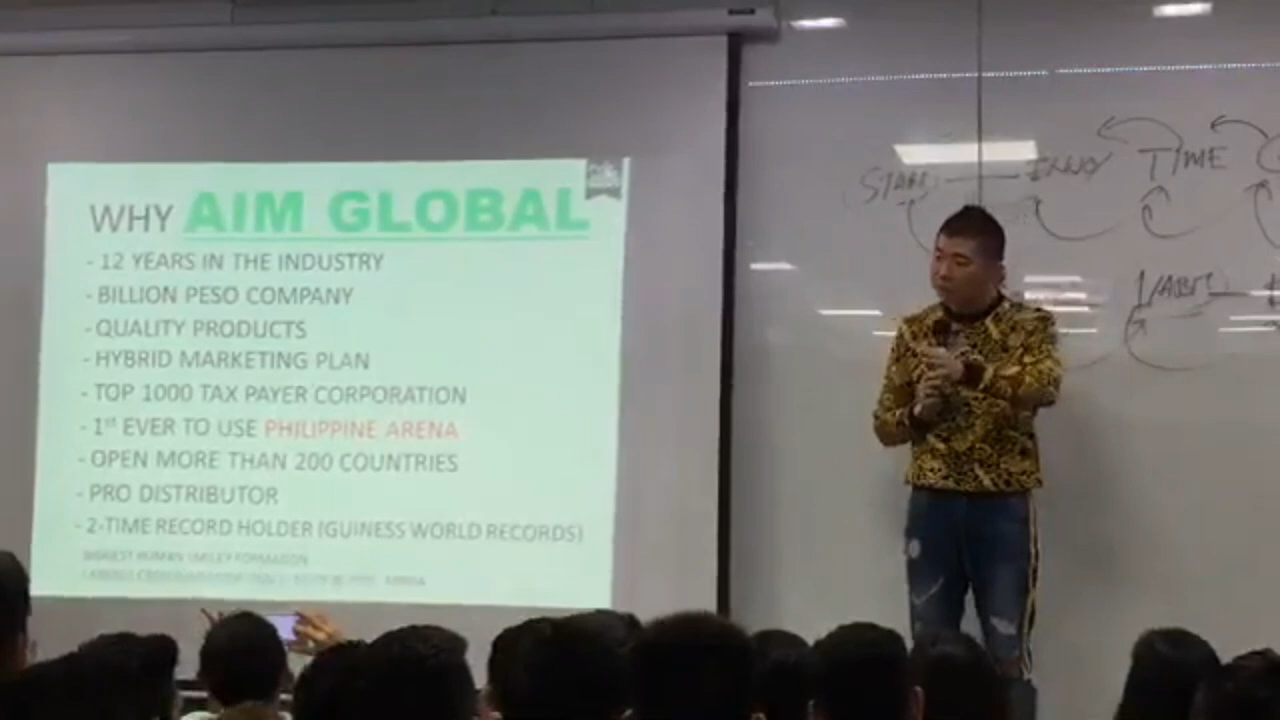 WHY AIM GLOBAL
- 12 YEARS IN THE INDUSTRY
- BILLION PESO COMPANY
- QUALITY PRODUCTS
- HYBRID MARKETING PLAN
- TOP 1000 TAX PAYER CORPORATION
- 1st EVER TO USE PHILIPPINE ARENA
- OPEN MORE THAN 200 COUNTRIES
- PRO DISTRIBUTOR
- 2-TIME RECORD HOLDER (GUINESS WORLD RECORDS)
BIGGEST HUMAN SMILEY FORMATION
TIME
HABIT